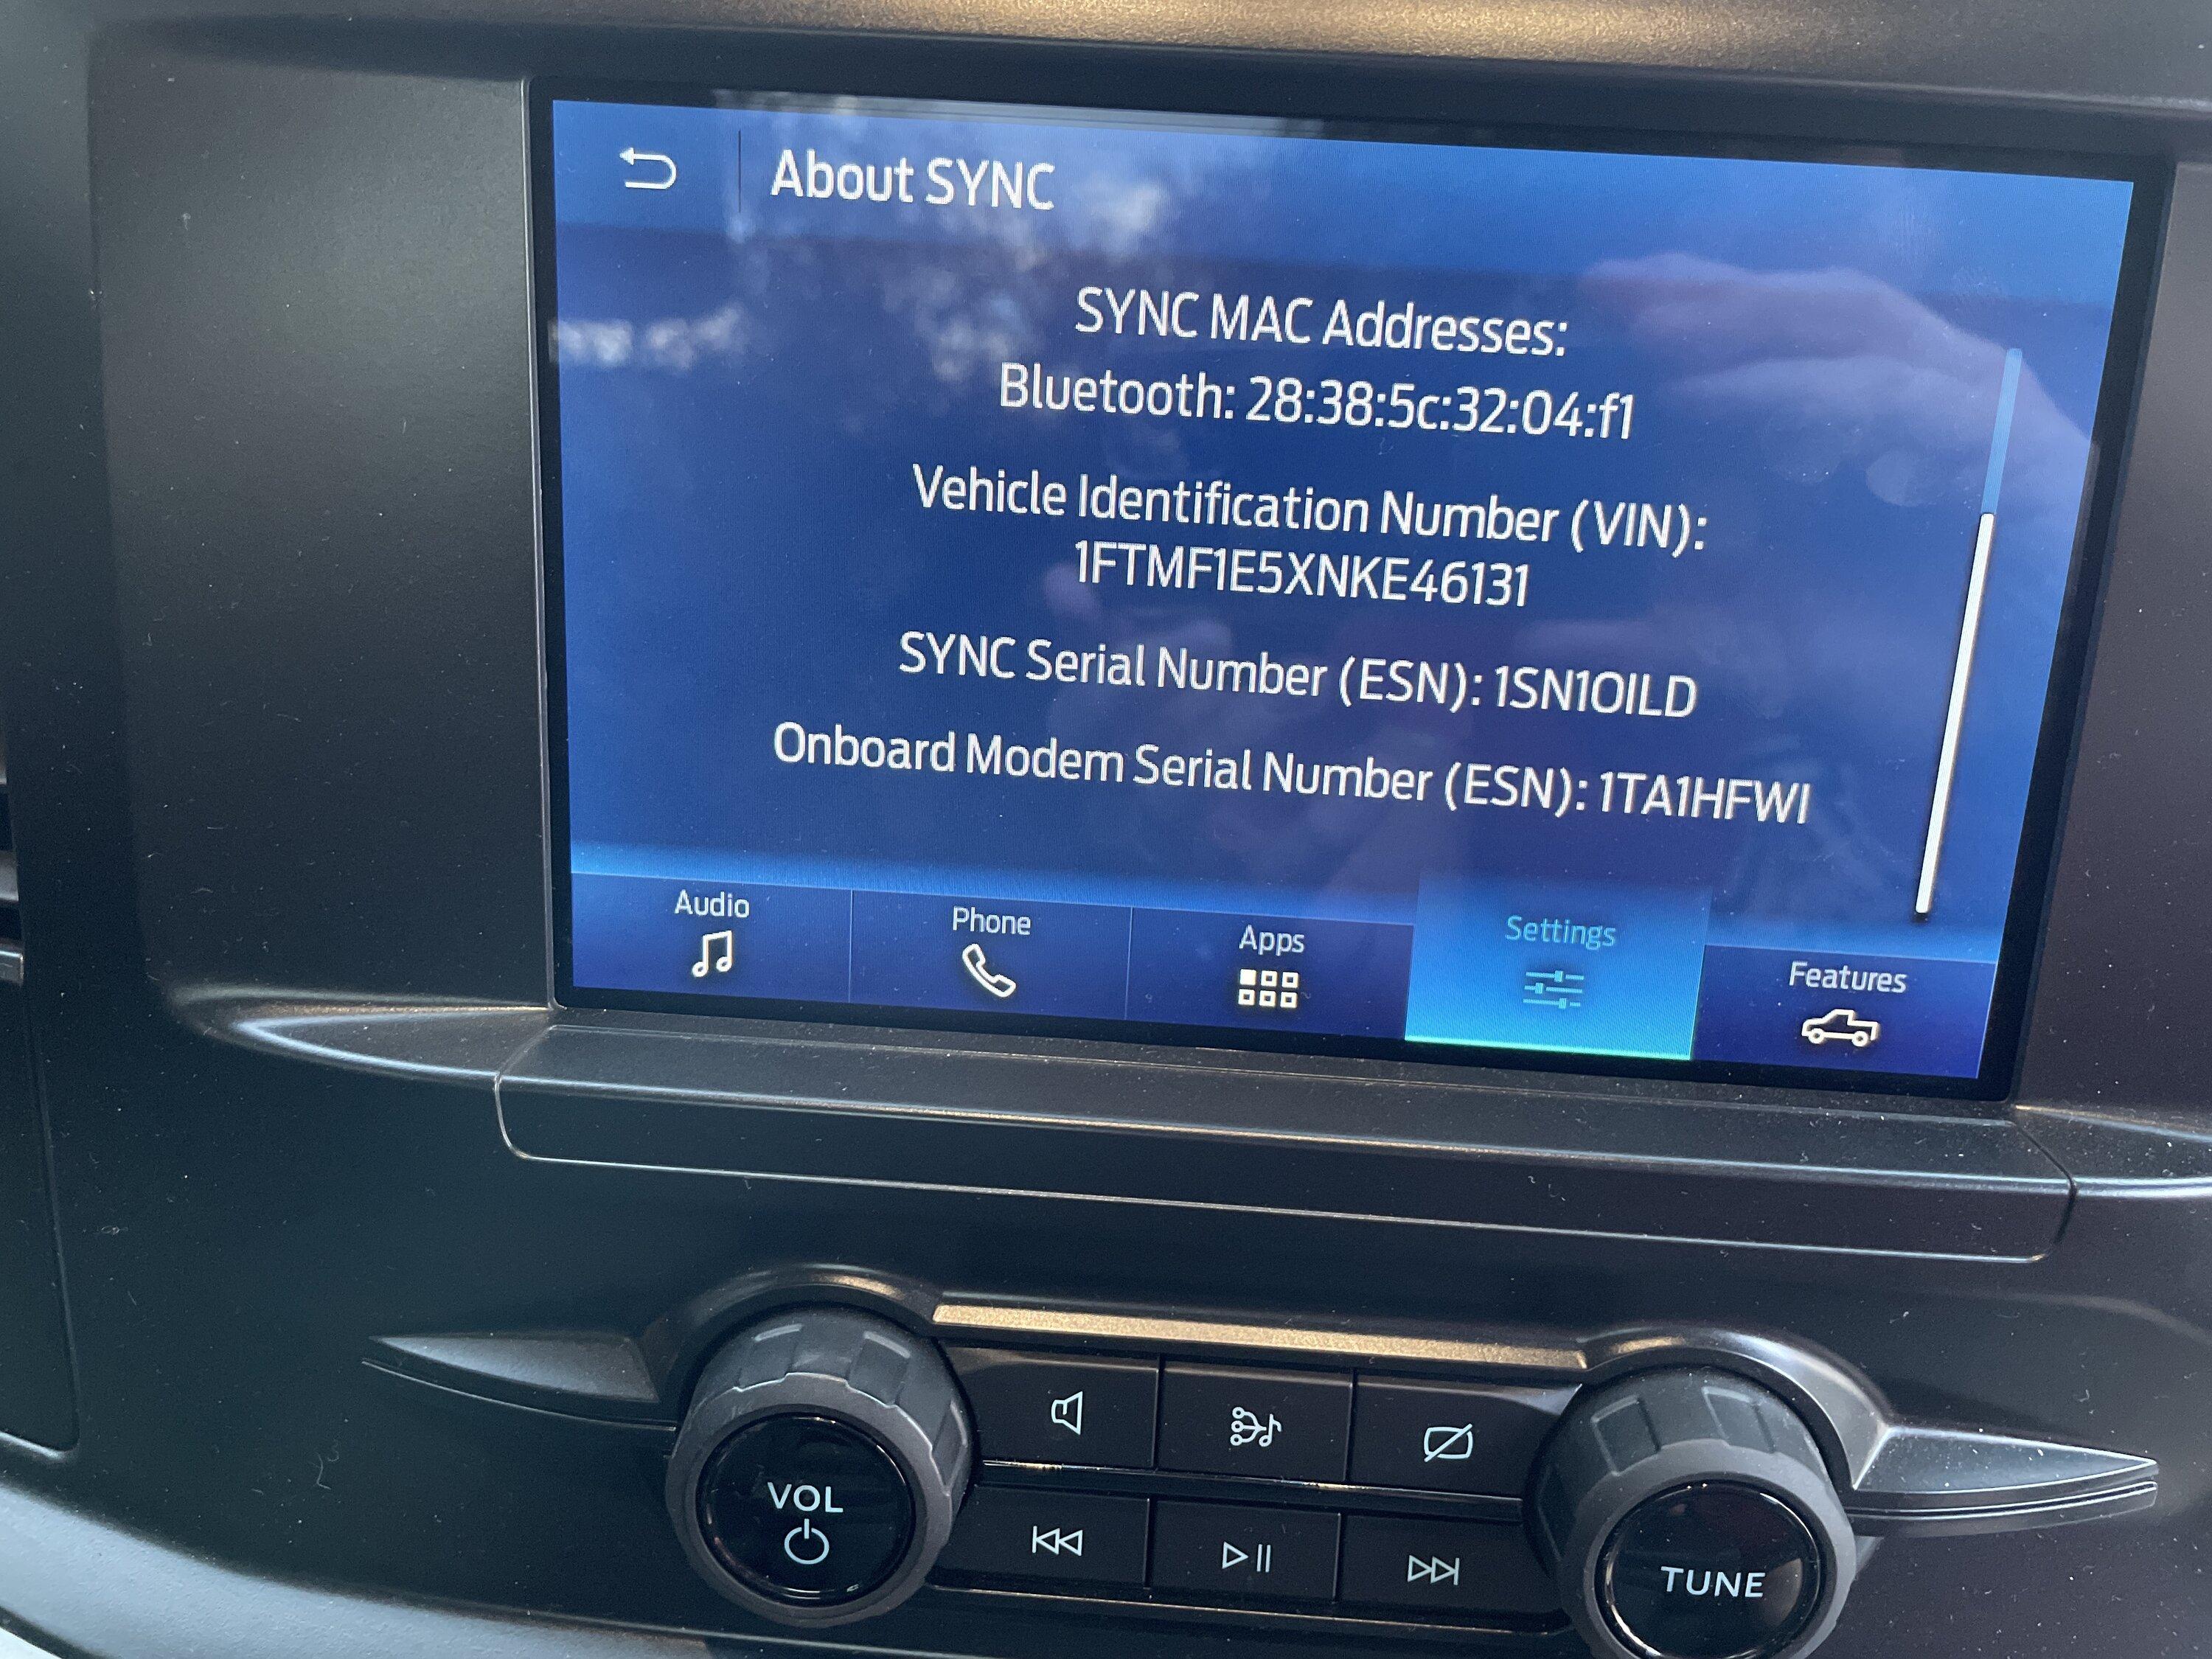 About SYNC
SYNC MAC Addresses:
Bluetooth: 28:38:5c:32:04:f1
Vehicle Identification Number (VIN):
1FTMF1E5XNKE46131
SYNC Serial Number (ESN): 1SN1OILD
Onboard Modem Serial Number (ESN): 1TA1HFWI
Audio
Phone
Apps
Settings
Features
VOL
TUNE